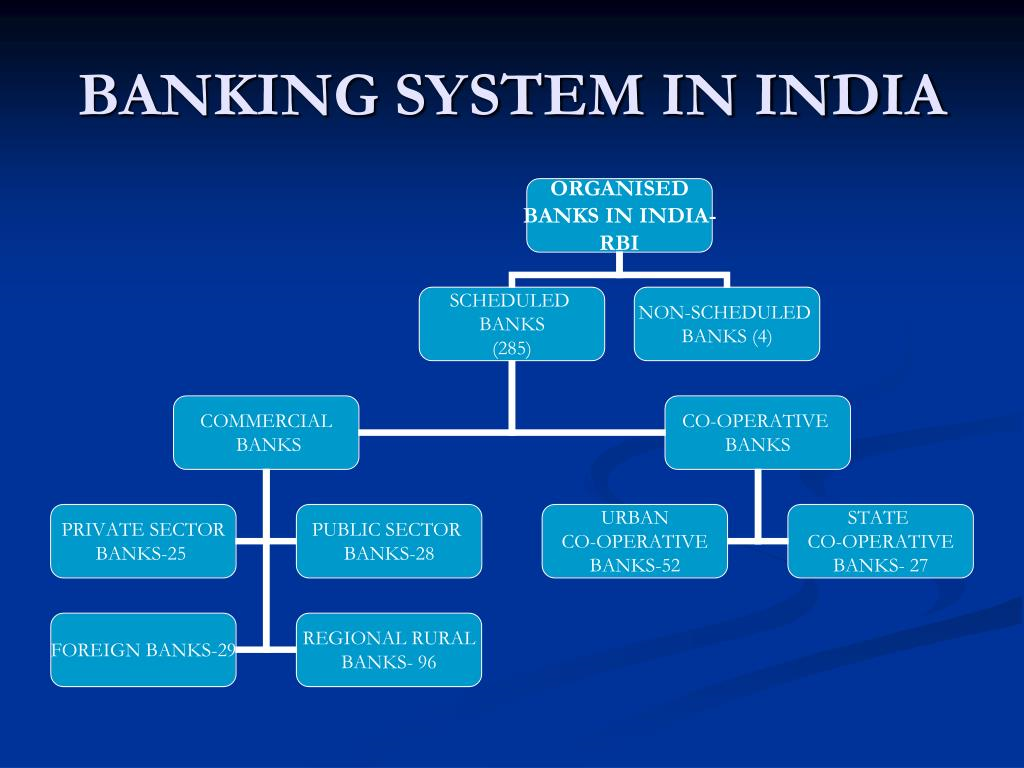 BANKING SYSTEM IN INDIA
ORGANISED
BANKS IN INDIA-
RBI
SCHEDULED
BANKS
(285)
NON-SCHEDULED
BANKS (4)
COMMERCIAL
BANKS
CO-OPERATIVE
BANKS
PRIVATE SECTOR
BANKS-25
PUBLIC SECTOR
BANKS-28
URBAN
CO-OPERATIVE
BANKS-52
STATE
CO-OPERATIVE
BANKS- 27
FOREIGN BANKS-29
REGIONAL RURAL
BANKS- 96